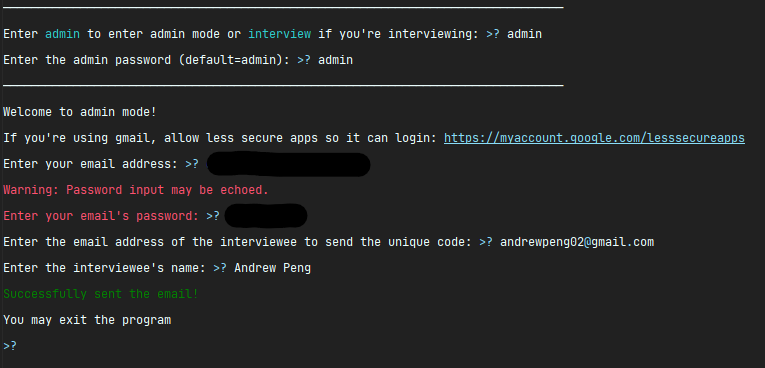 Enter admin to enter admin mode or interview if you're interviewing: >? admin
Enter the admin password (default=admin): >? admin
Welcome to admin mode!
If you're using gmail, allow less secure apps so it can login: https://myaccount.google.com/lesssecureapps
Enter your email address: >?
Warning: Password input may be echoed.
Enter your email's password: >?
Enter the email address of the interviewee to send the unique code: >? andrewpeng02@gmail.com
Enter the interviewee's name: >? Andrew Peng
Successfully sent the email!
You may exit the program
>?